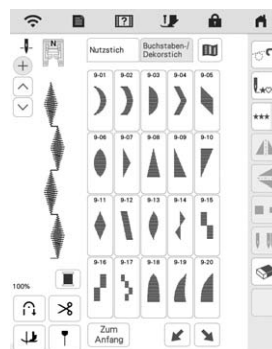 N
Nutzstich
Buchstaben-/
Dekorstich
9-01 9-02 9-03 9-04 9-05
9-06 9-07 9-08 9-09 9-10
9-11 9-12 9-13 9-14 9-15
9-16 9-17 9-18 9-19 9-20
100%
Zum
Anfang